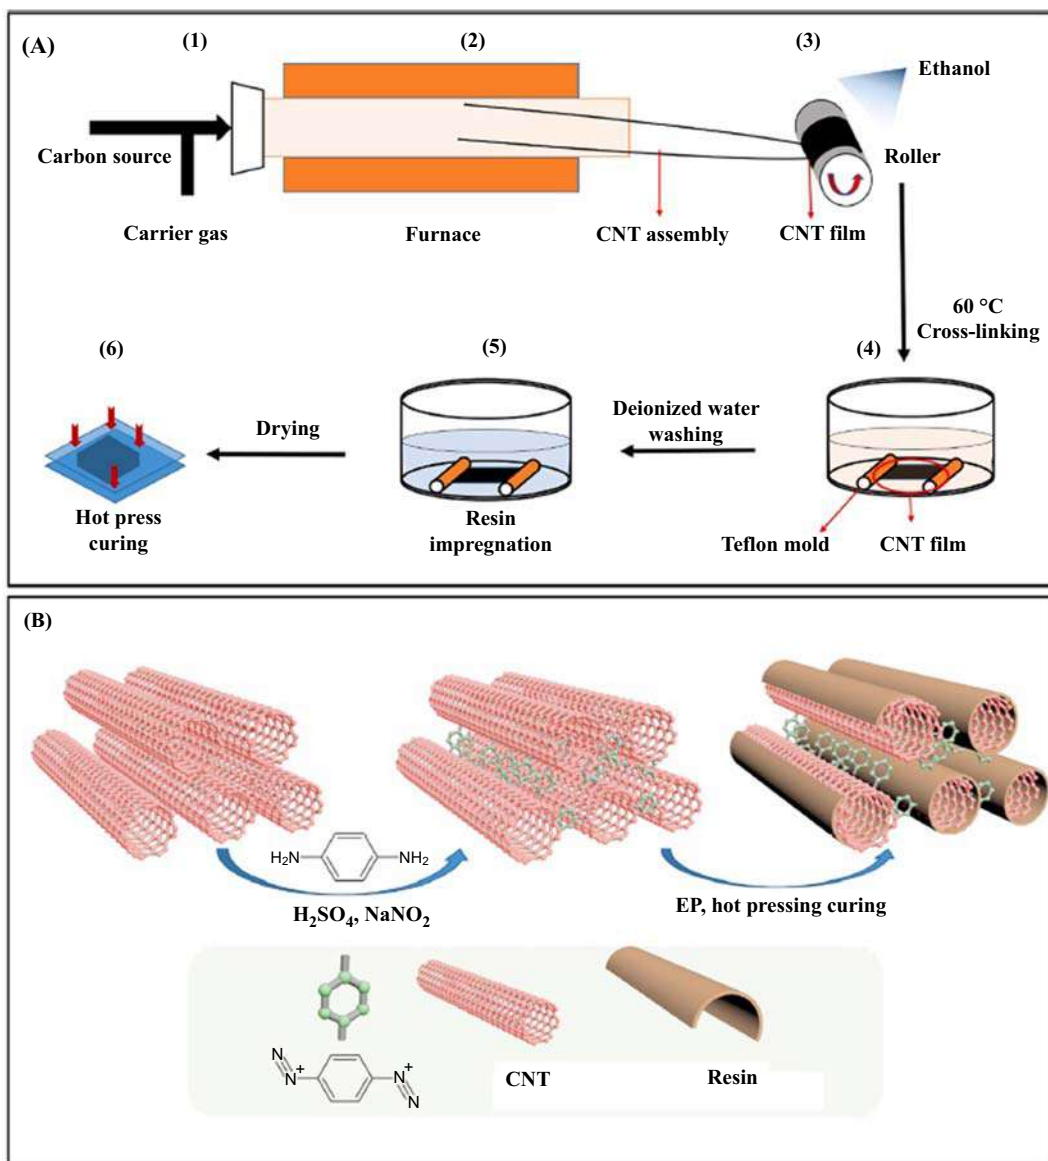 (A)
(1)
(2)
(3)
Ethanol
Carbon source
Roller
Carrier gas
Furnace
CNT assembly
CNT film
60 °C
Cross-linking
(6)
(5)
(4)
Drying
Deionized water
washing
Hot press
curing
Resin
impregnation
Teflon mold
CNT film
(B)
H₂N
NH₂
H₂SO₄, NaNO₂
EP, hot pressing curing
N
N⁺
N⁺
N
CNT
Resin